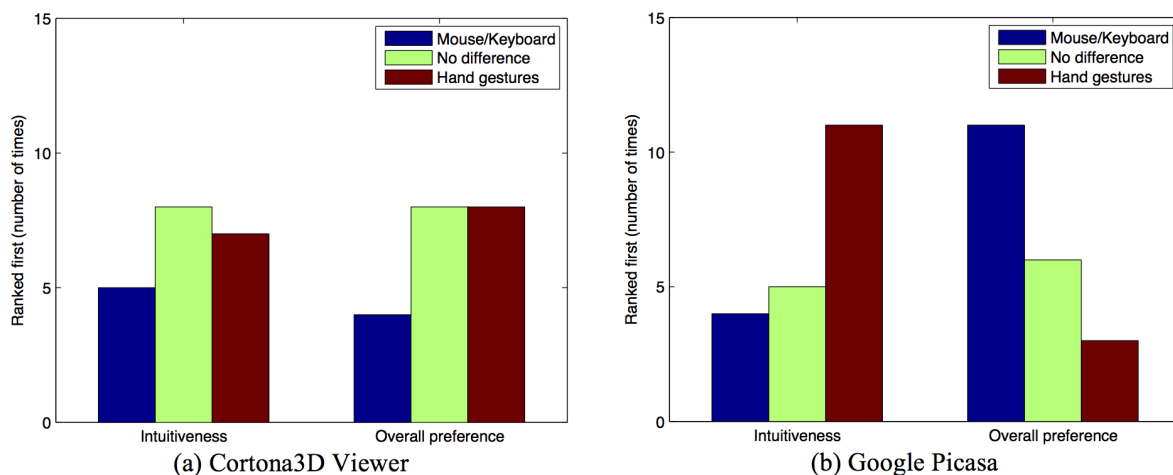 15
10
5
0
Ranked first (number of times)
Mouse/Keyboard
No difference
Hand gestures
Intuitiveness
Overall preference
(a) Cortona3D Viewer
15
10
5
0
Ranked first (number of times)
Mouse/Keyboard
No difference
Hand gestures
Intuitiveness
Overall preference
(b) Google Picasa